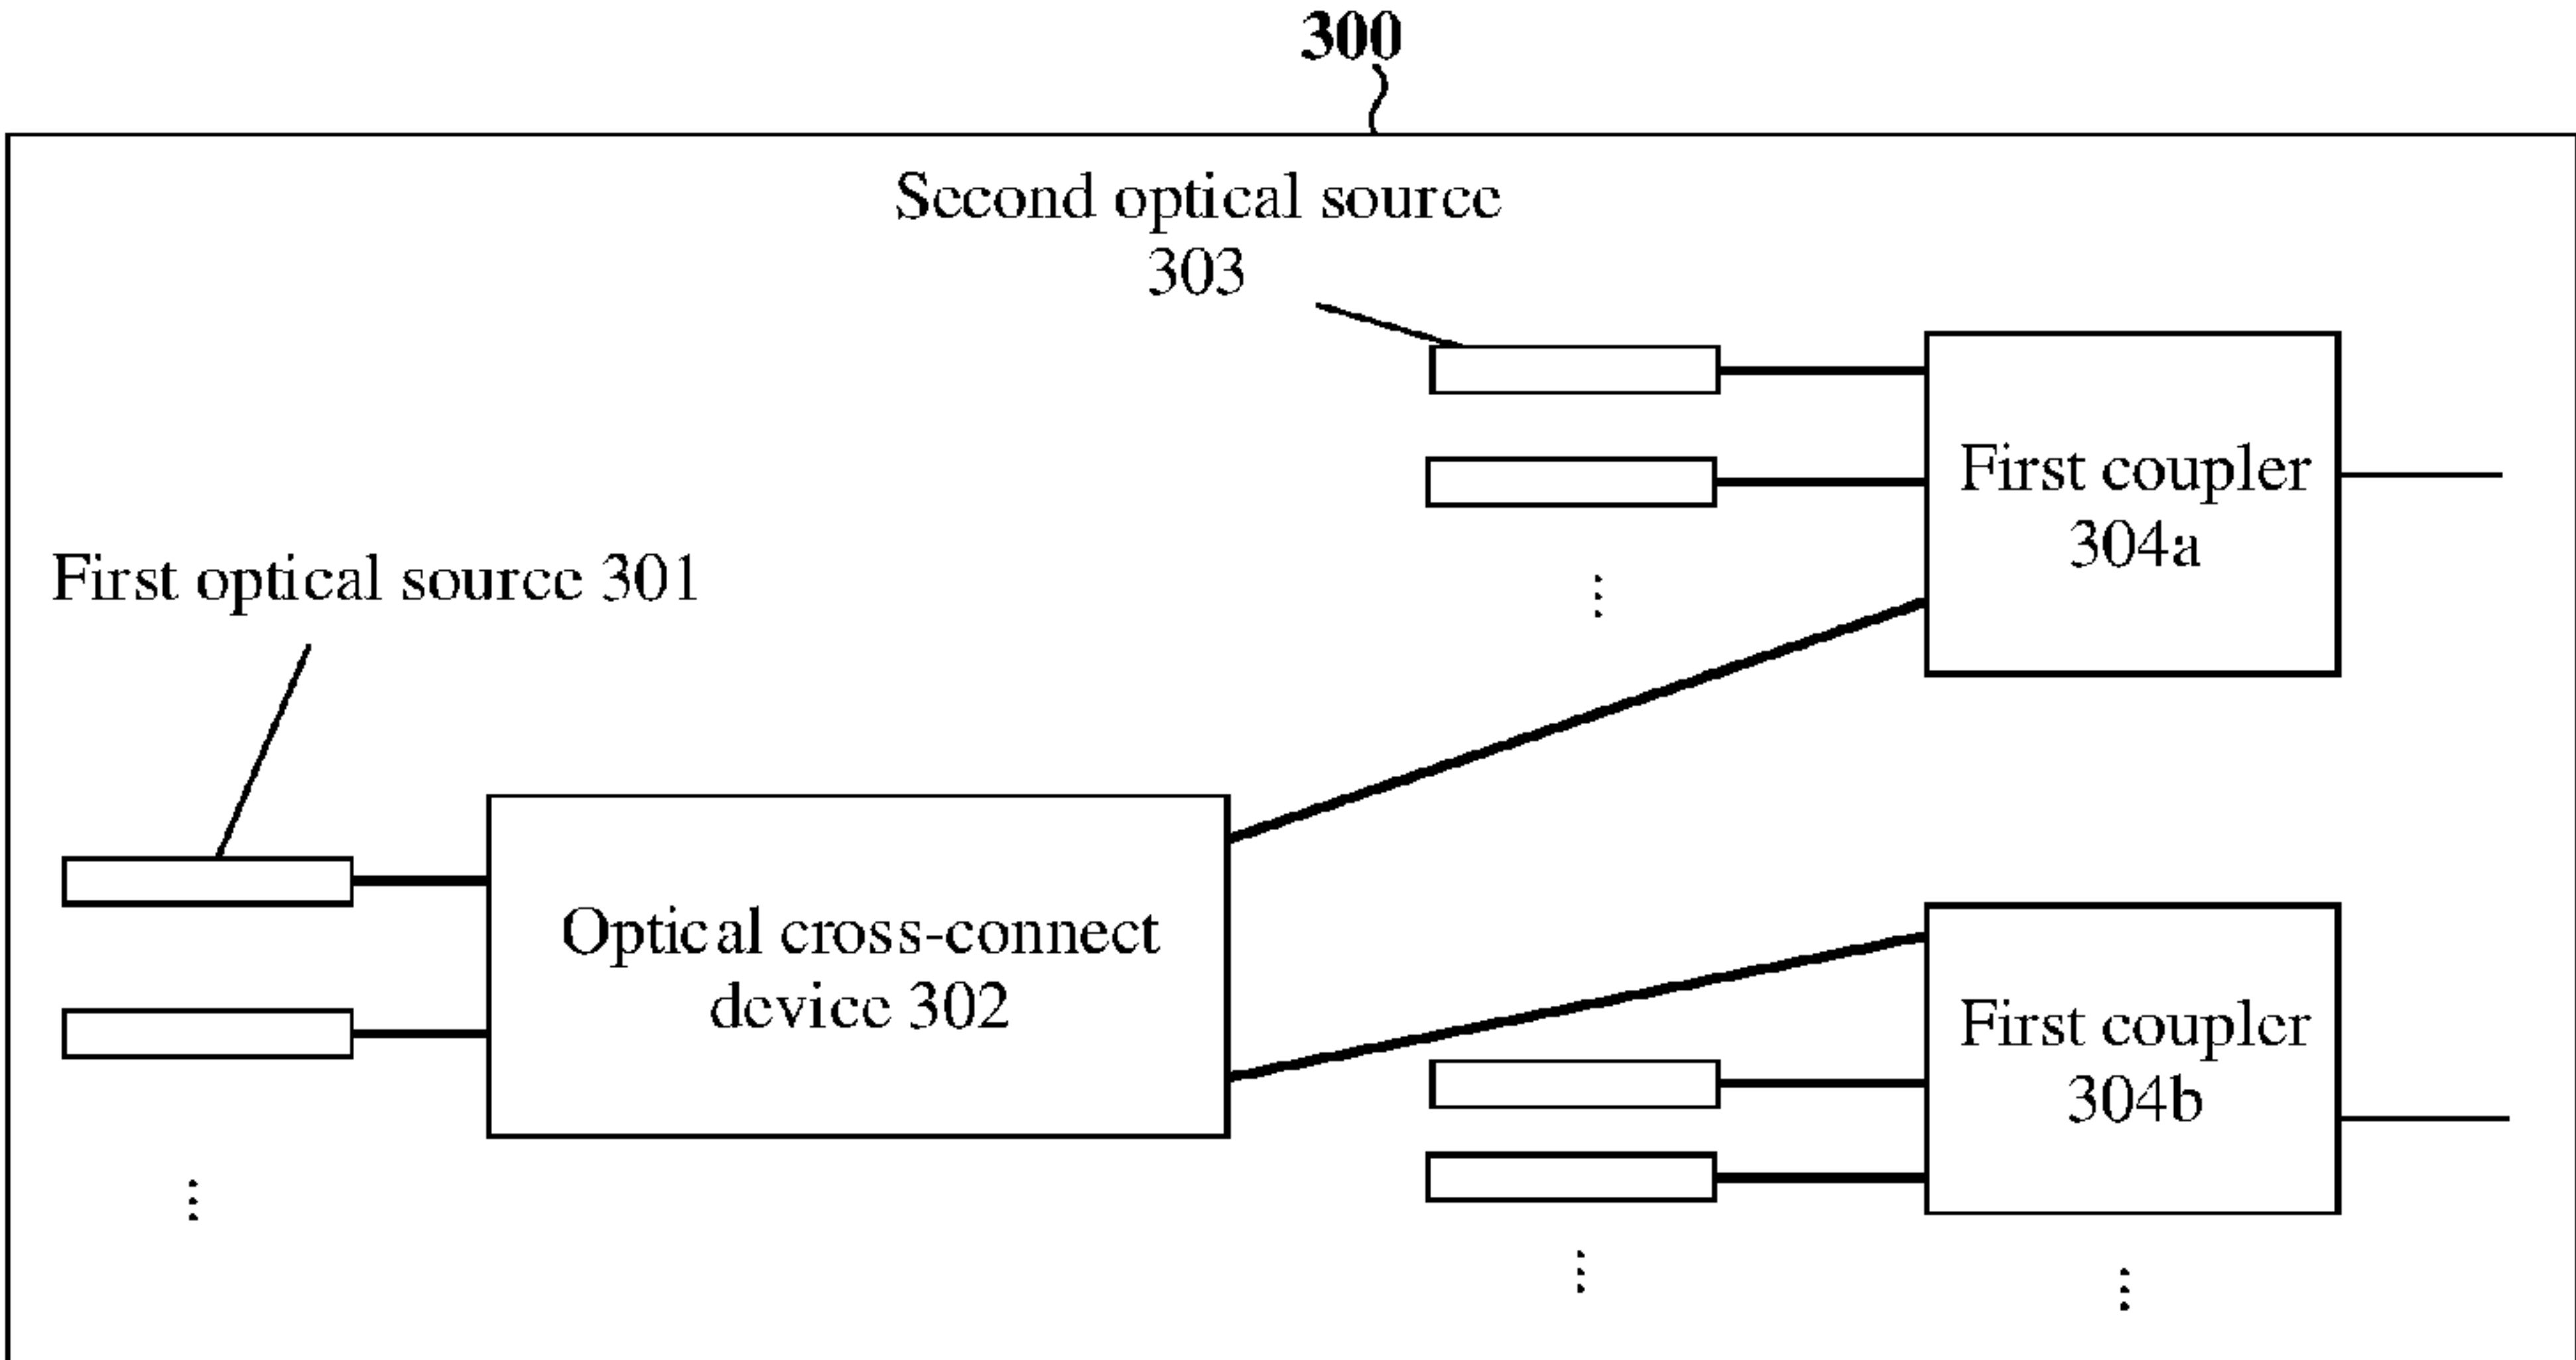 300
Second optical source
303
First coupler
304a
First optical source 301
Optical cross-connect
device 302
First coupler
304b